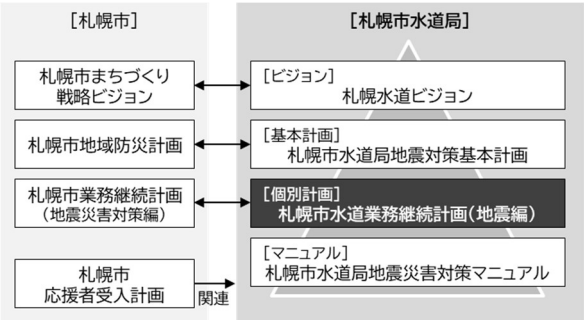 ［札幌市］
［札幌市水道局］
札幌市まちづくり
戦略ビジョン
［ビジョン］
札幌水道ビジョン
札幌市地域防災計画
［基本計画］
札幌市水道局地震対策基本計画
札幌市業務継続計画
（地震災害対策編）
［個別計画］
札幌市水道業務継続計画（地震編）
札幌市
応援者受入計画
関連
［マニュアル］
札幌市水道局地震災害対策マニュアル